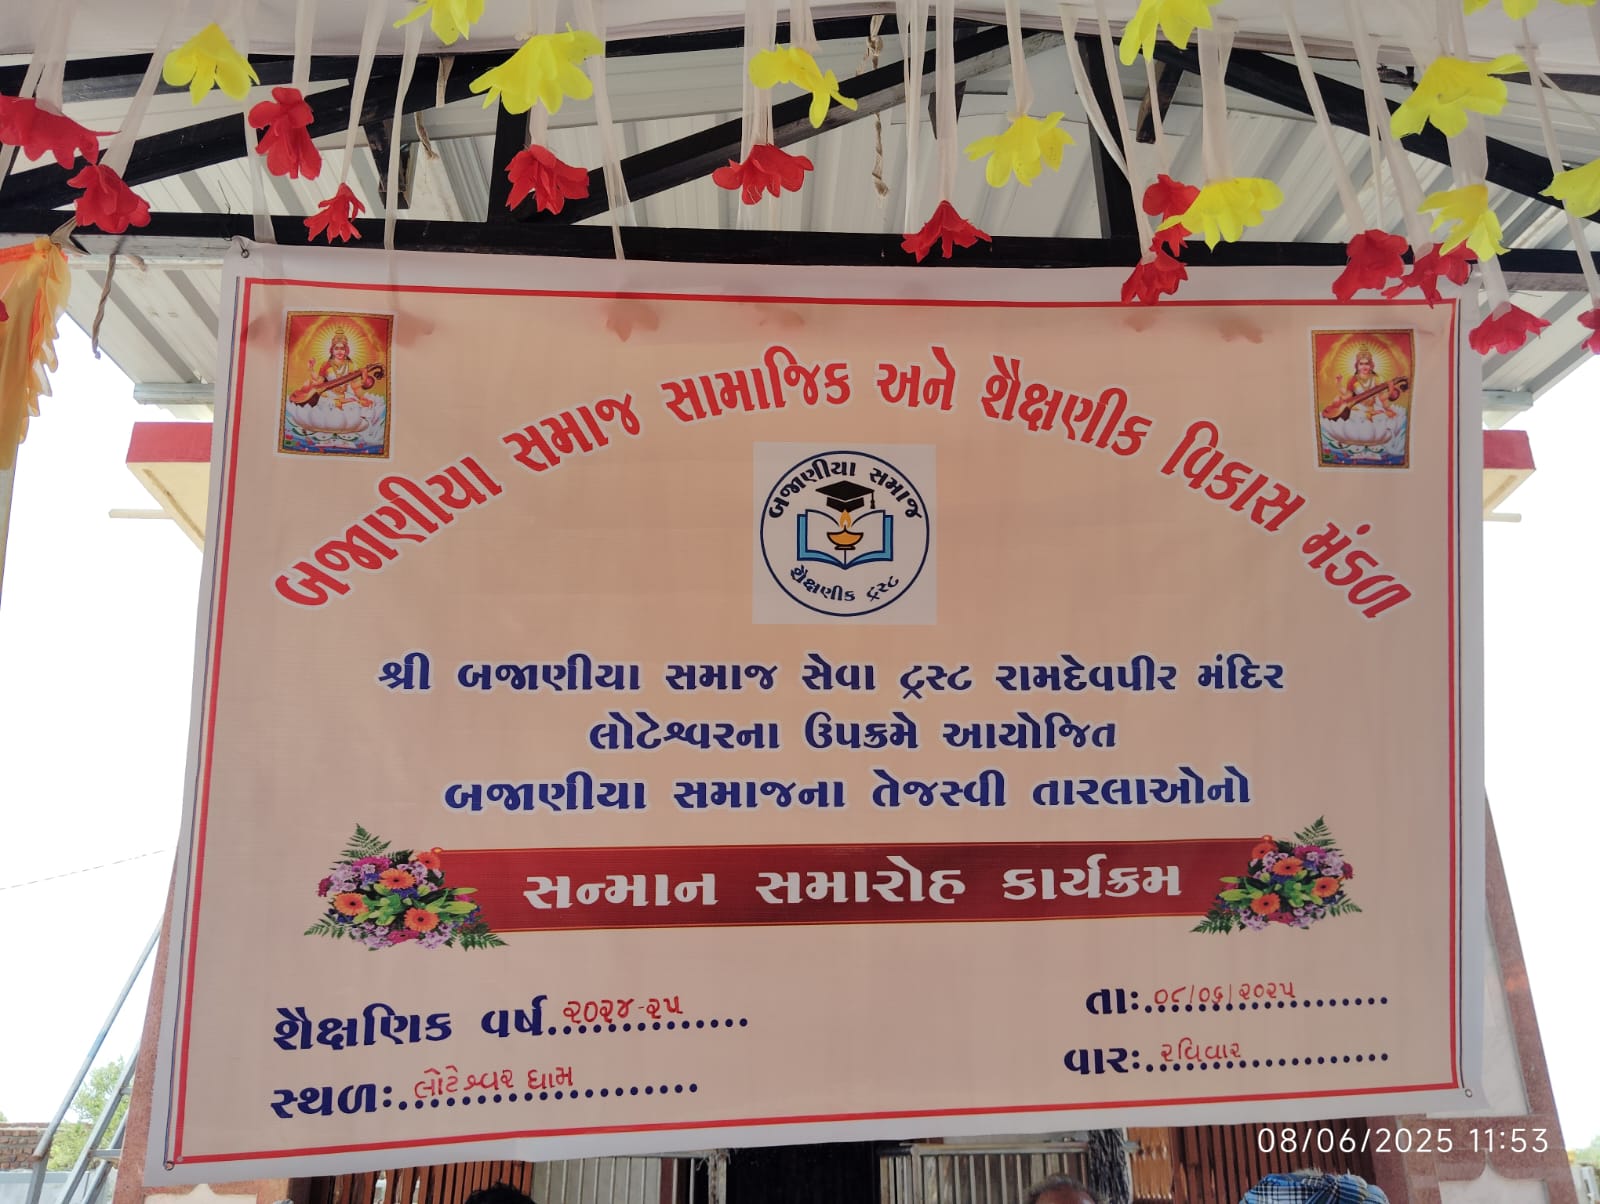 બજાણીયા સમાજ સામાજિક અને શૈક્ષણીક વિકાસ મંડળ
બજાણીયા સમાજ
શૈક્ષણીક ટ્રસ્ટ
શ્રી બજાણીયા સમાજ સેવા ટ્રસ્ટ રામદેવપીર મંદિર
લોટેશ્વરના ઉપક્રમે આયોજિત
બજાણીયા સમાજના તેજસ્વી તારલાઓનો
સન્માન સમારોહ કાર્યક્રમ
શૈક્ષણિક વર્ષ..૨૦૨૪-૨૫......
તાઃ.૦૮/૦૬/૨૦૨૫......
સ્થળઃ.લોટેશ્વર ધામ......
વારઃ.રવિવાર......
08/06/2025 11:53